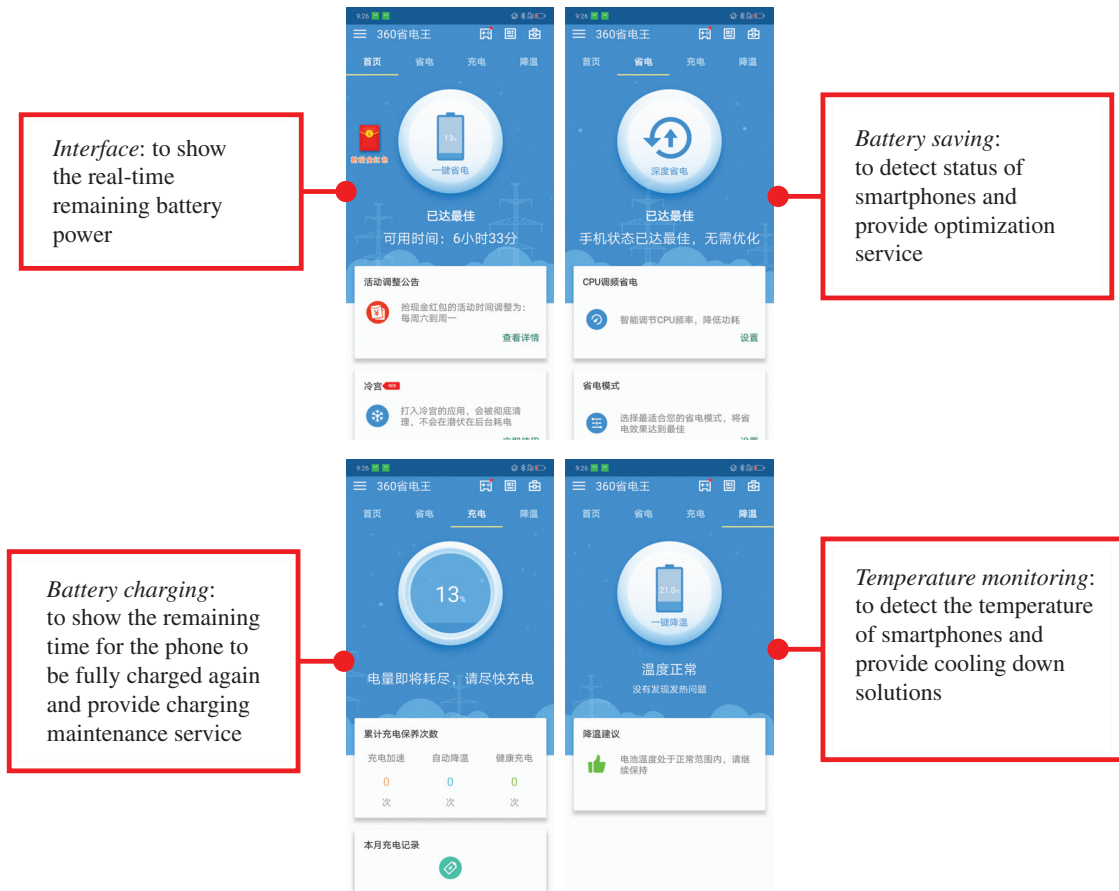 Interface: to show
the real-time
remaining battery
power
9:26
360省电王
首页 省电 充电 降温
13%
一键省电
抢现金红包
已达最佳
可用时间：6小时33分
活动调整公告
抢现金红包的活动时间调整为：
每周六到周一
查看详情
冷宫
打入冷宫的应用，会被彻底清
理，不会在潜伏在后台耗电
立即使用
9:26
360省电王
首页 省电 充电 降温
深度省电
已达最佳
手机状态已达最佳，无需优化
CPU调频省电
智能调节CPU频率，降低功耗
设置
省电模式
选择最适合您的省电模式，将省
电效果达到最佳
设置
Battery saving:
to detect status of
smartphones and
provide optimization
service
Battery charging:
to show the remaining
time for the phone to
be fully charged again
and provide charging
maintenance service
9:26
360省电王
首页 省电 充电 降温
13%
电量即将耗尽，请尽快充电
累计充电保养次数
充电加速 自动降温 健康充电
0 0 0
次 次 次
本月充电记录
9:26
360省电王
首页 省电 充电 降温
21.0℃
一键降温
温度正常
没有发现发热问题
降温建议
电池温度处于正常范围内，请继
续保持
Temperature monitoring:
to detect the temperature
of smartphones and
provide cooling down
solutions